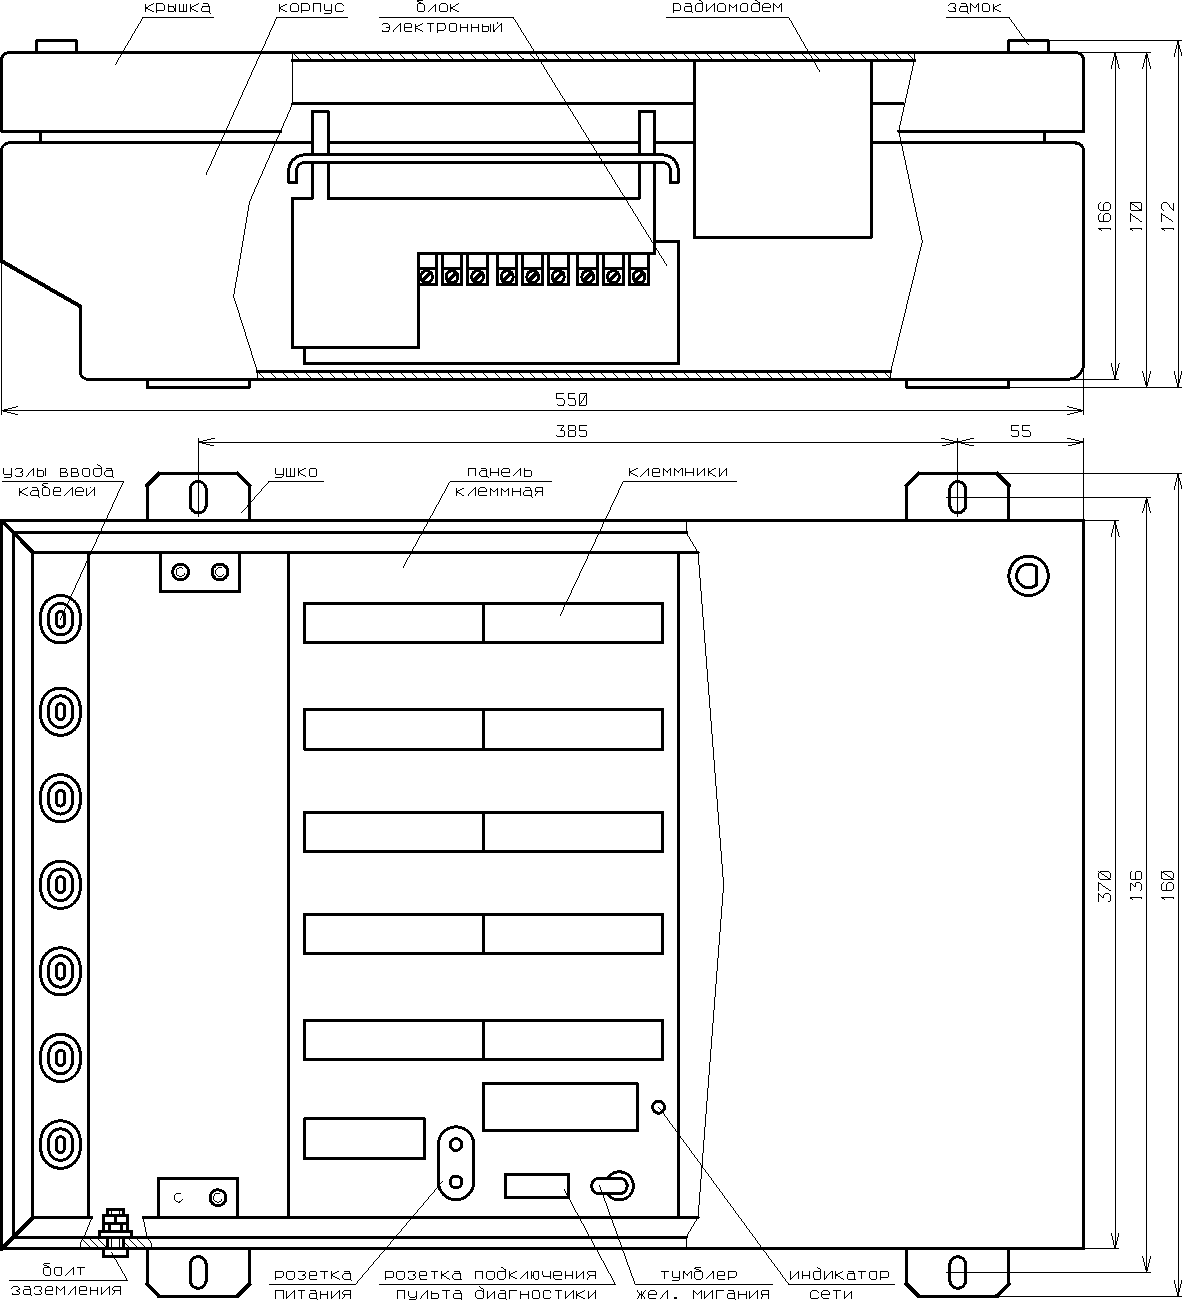 крышка
корпус
блок
электронный
радиомодем
замок
166
170
172
550
385
55
узлы ввода
кабелей
ушко
панель
клеммная
клеммники
370
136
160
болт
заземления
розетка
питания
розетка подключения
пульта диагностики
тумблер
жел. мигания
индикатор
сети